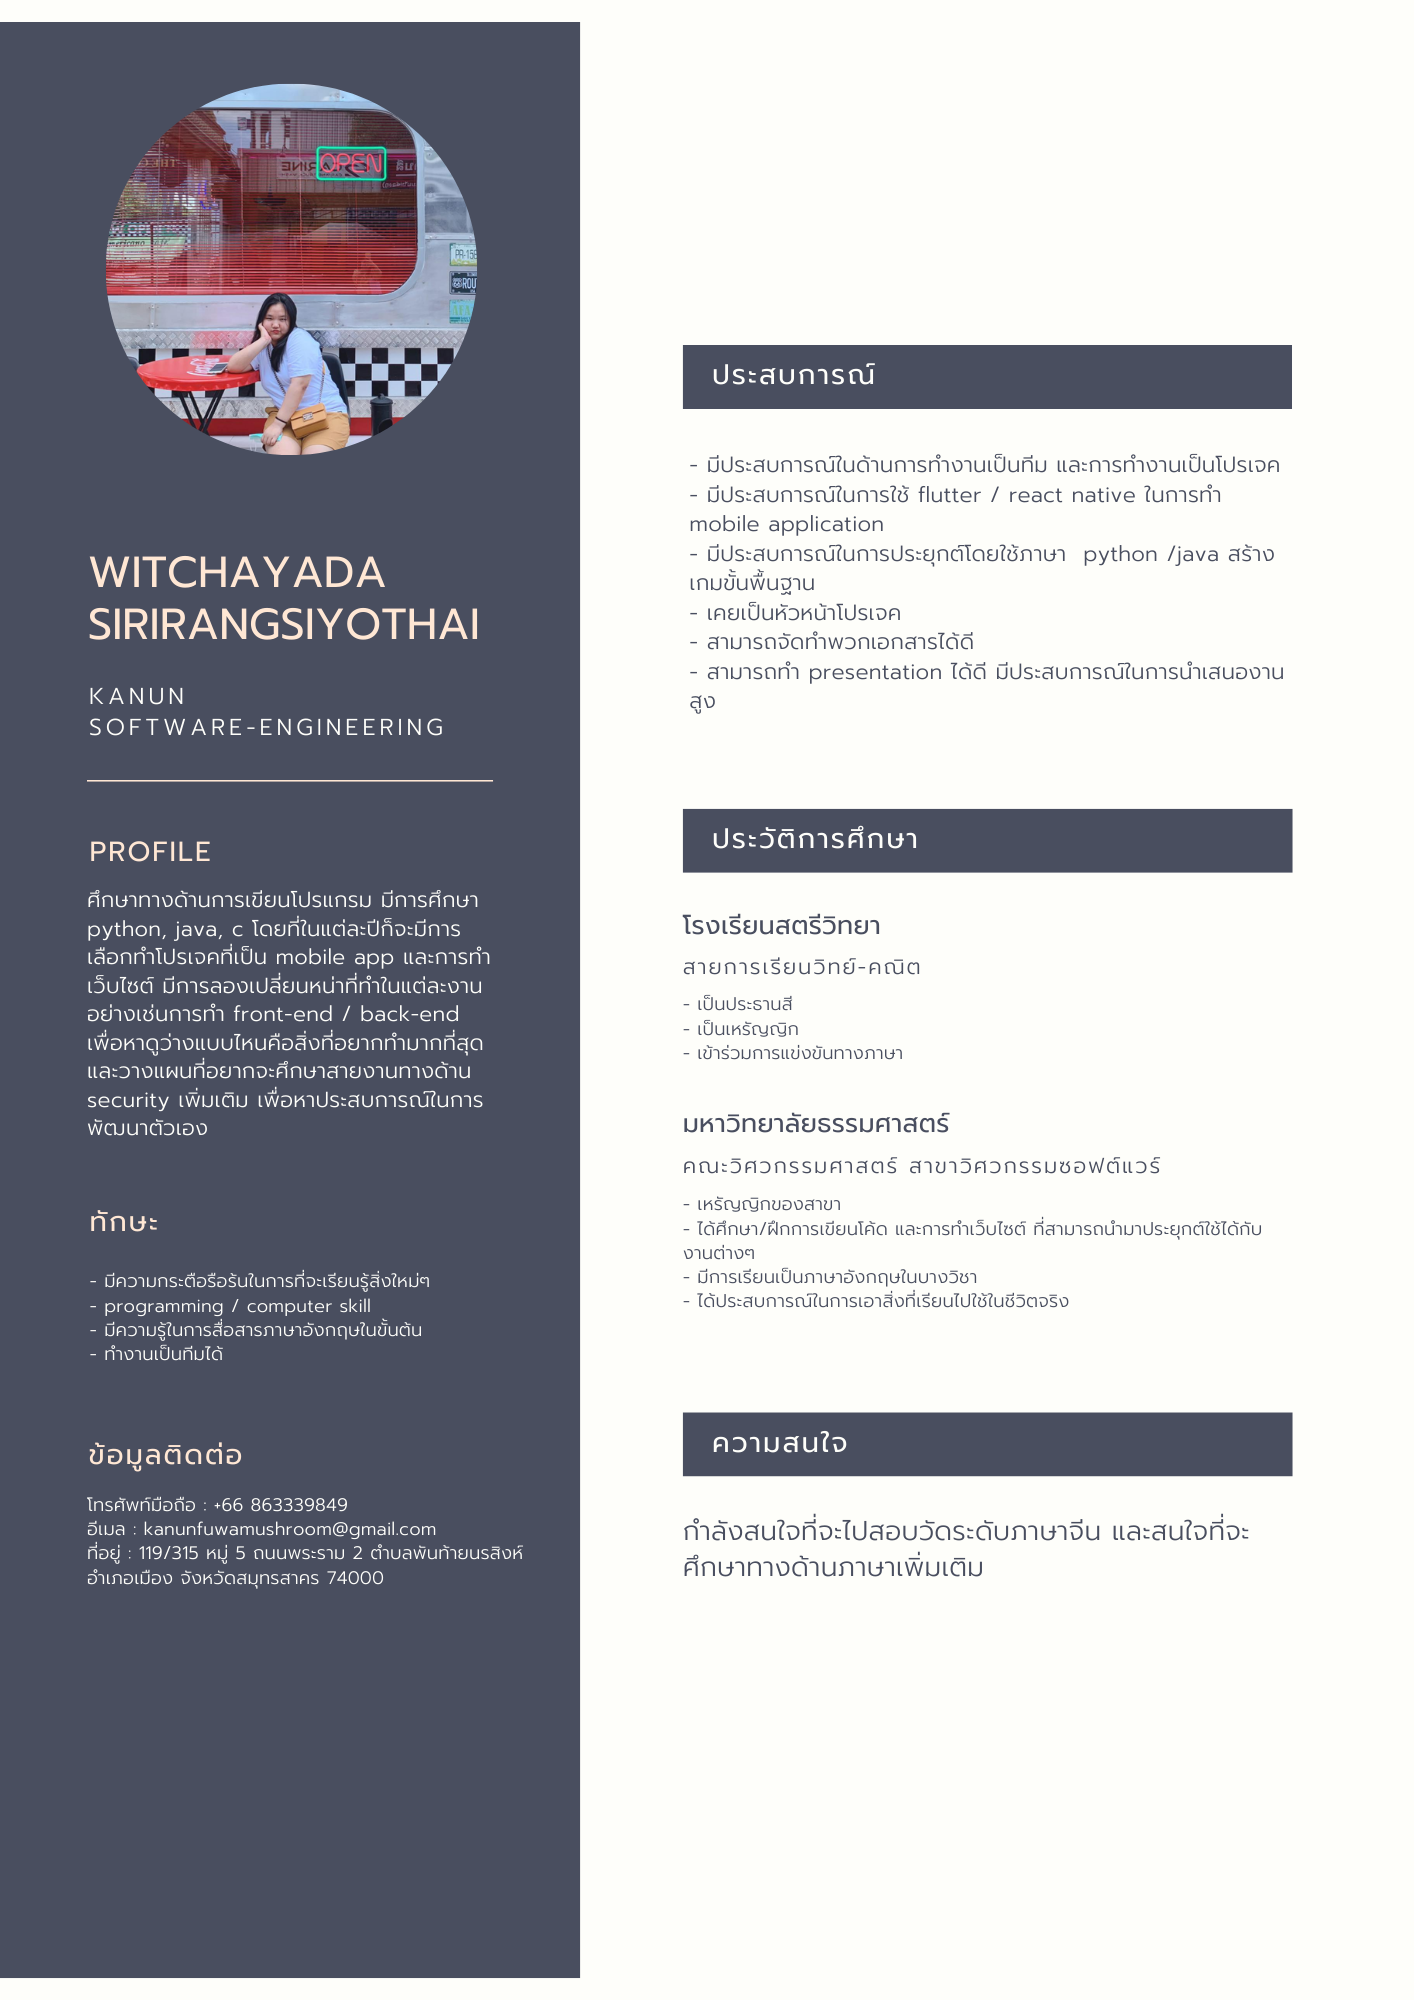 OPEN
WITCHAYADA
SIRIRANGSIYOTHAI
KANUN
SOFTWARE-ENGINEERING
PROFILE
ศึกษาทางด้านการเขียนโปรแกรม มีการศึกษา
python, java, c โดยที่ในแต่ละปีก็จะมีการ
เลือกทำโปรเจคที่เป็น mobile app และการทำ
เว็บไซต์ มีการลองเปลี่ยนหน่าที่ทำในแต่ละงาน
อย่างเช่นการทำ front-end / back-end
เพื่อหาดูว่างแบบไหนคือสิ่งที่อยากทำมากที่สุด
และวางแผนที่อยากจะศึกษาสายงานทางด้าน
security เพิ่มเติม เพื่อหาประสบการณ์ในการ
พัฒนาตัวเอง
ทักษะ
- มีความกระตือรือร้นในการที่จะเรียนรู้สิ่งใหม่ๆ
- programming / computer skill
- มีความรู้ในการสื่อสารภาษาอังกฤษในขั้นต้น
- ทำงานเป็นทีมได้
ข้อมูลติดต่อ
โทรศัพท์มือถือ : +66 863339849
อีเมล : kanunfuwamushroom@gmail.com
ที่อยู่ : 119/315 หมู่ 5 ถนนพระราม 2 ตำบลพันท้ายนรสิงห์
อำเภอเมือง จังหวัดสมุทรสาคร 74000
ประสบการณ์
- มีประสบการณ์ในด้านการทำงานเป็นทีม และการทำงานเป็นโปรเจค
- มีประสบการณ์ในการใช้ flutter / react native ในการทำ
mobile application
- มีประสบการณ์ในการประยุกต์โดยใช้ภาษา  python /java สร้าง
เกมขั้นพื้นฐาน
- เคยเป็นหัวหน้าโปรเจค
- สามารถจัดทำพวกเอกสารได้ดี
- สามารถทำ presentation ได้ดี มีประสบการณ์ในการนำเสนองาน
สูง
ประวัติการศึกษา
โรงเรียนสตรีวิทยา
สายการเรียนวิทย์-คณิต
- เป็นประธานสี
- เป็นเหรัญญิก
- เข้าร่วมการแข่งขันทางภาษา
มหาวิทยาลัยธรรมศาสตร์
คณะวิศวกรรมศาสตร์ สาขาวิศวกรรมซอฟต์แวร์
- เหรัญญิกของสาขา
- ได้ศึกษา/ฝึกการเขียนโค้ด และการทำเว็บไซต์ ที่สามารถนำมาประยุกต์ใช้ได้กับ
งานต่างๆ
- มีการเรียนเป็นภาษาอังกฤษในบางวิชา
- ได้ประสบการณ์ในการเอาสิ่งที่เรียนไปใช้ในชีวิตจริง
ความสนใจ
กำลังสนใจที่จะไปสอบวัดระดับภาษาจีน และสนใจที่จะ
ศึกษาทางด้านภาษาเพิ่มเติม